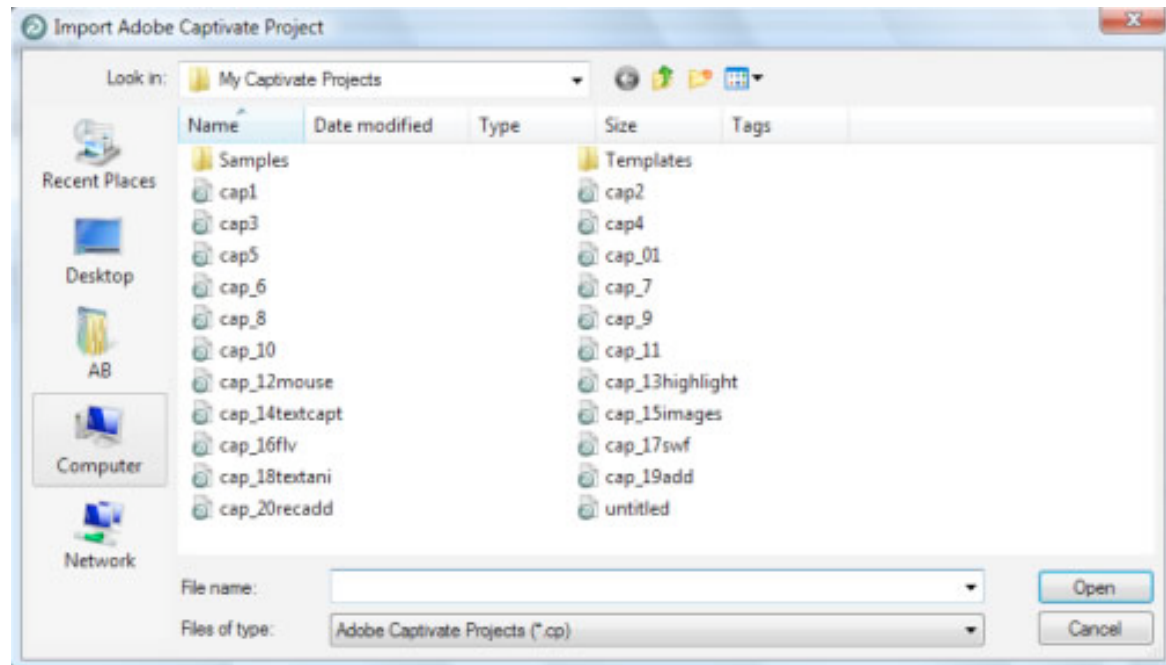 Import Adobe Captivate Project
Look in: My Captivate Projects
Name Date modified Type Size Tags
Recent Places
Desktop
AB
Computer
Network
Samples Templates
cap1 cap2
cap3 cap4
cap5 cap_01
cap_6 cap_7
cap_8 cap_9
cap_10 cap_11
cap_12mouse cap_13highlight
cap_14textcapt cap_15images
cap_16flv cap_17swf
cap_18textani cap_19add
cap_20recadd untitled
File name: Open
Files of type: Adobe Captivate Projects (*.cp) Cancel